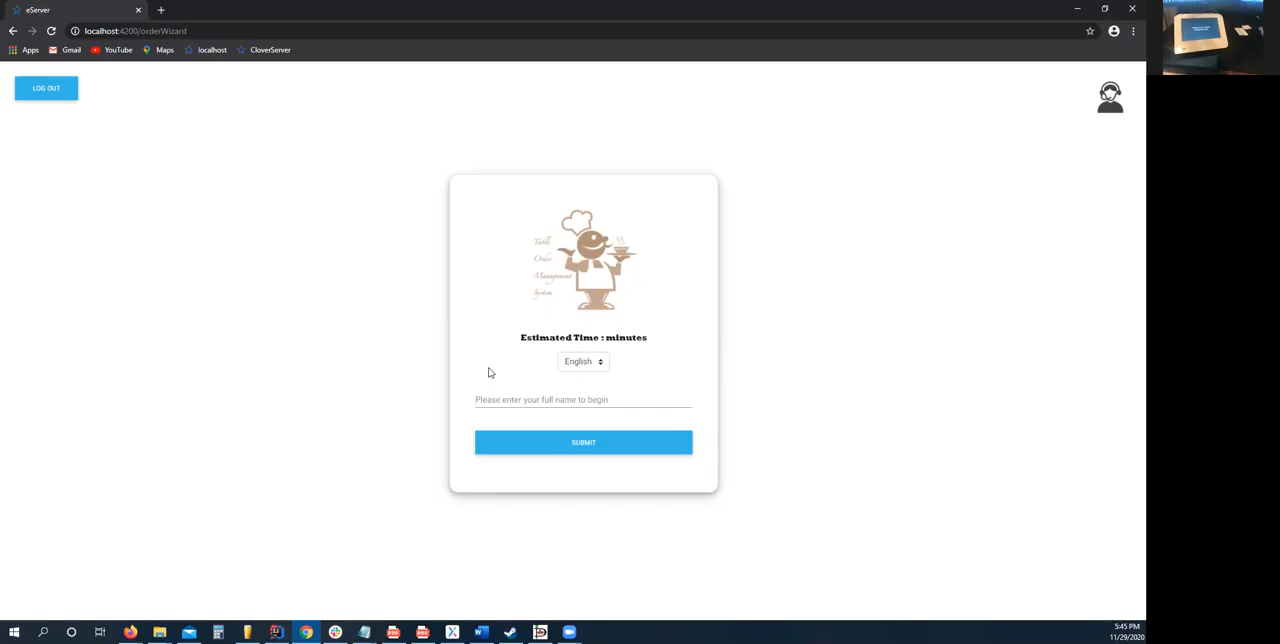 eServer
localhost:4200/orderWizard
Apps Gmail YouTube Maps localhost CloverServer
LOG OUT
Table
Order
Management
System
Estimated Time : minutes
English
Please enter your full name to begin
SUBMIT
5:45 PM
11/29/2020